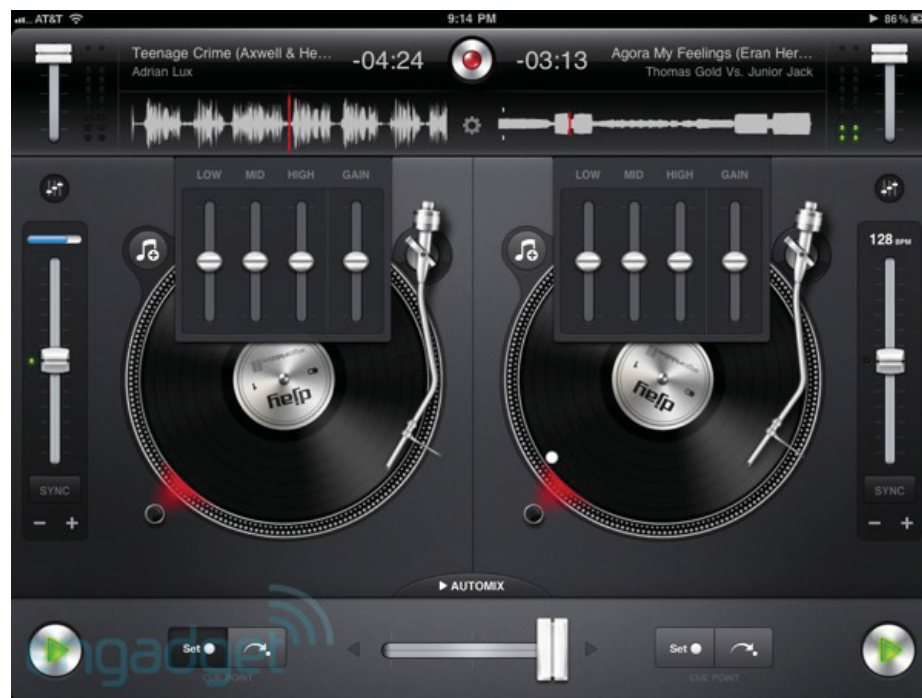 AT&T
9:14 PM
86%
Teenage Crime (Axwell & He...
Adrian Lux
-04:24
-03:13
Agora My Feelings (Eran Her...
Thomas Gold Vs. Junior Jack
LOW MID HIGH GAIN
LOW MID HIGH GAIN
128 BPM
djay
djay
SYNC
SYNC
AUTOMIX
Set
Set
CUE POINT
CUE POINT
engadget